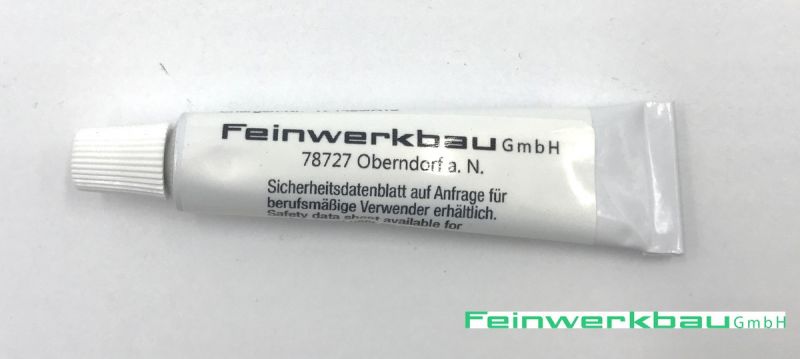 Feinwerkbau GmbH
78727 Oberndorf a. N.
Sicherheitsdatenblatt auf Anfrage für
berufsmäßige Verwender erhältlich.
Safety data sheet available for
Feinwerkbau GmbH